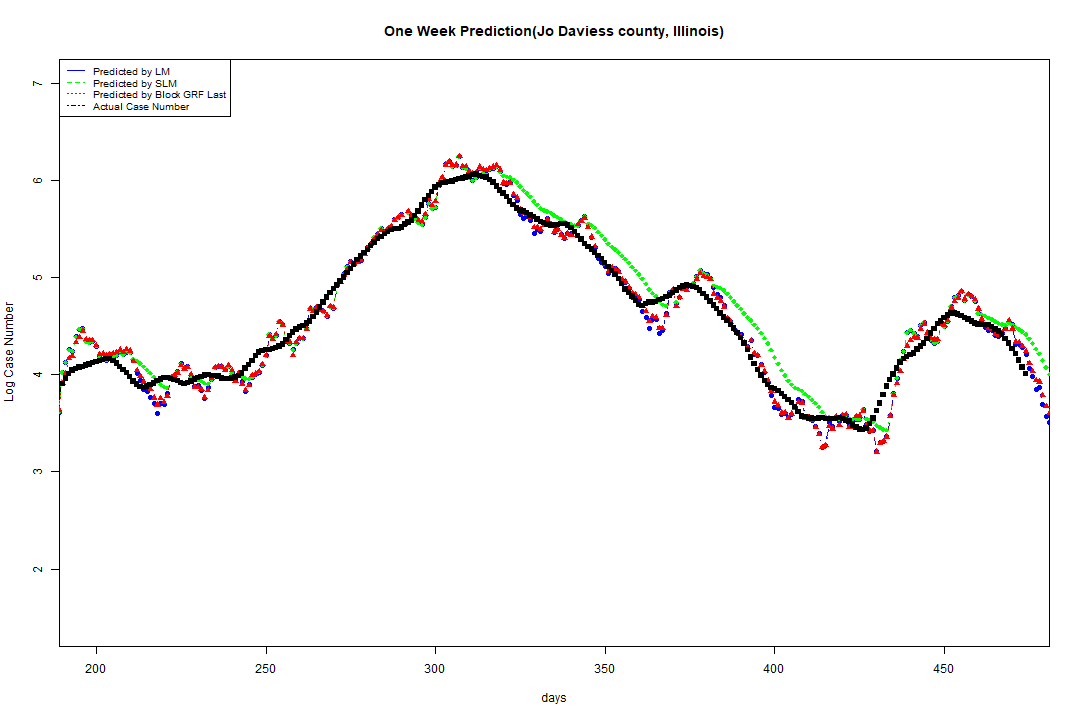 One Week Prediction(Jo Daviess county, Illinois)
Predicted by LM
Predicted by SLM
Predicted by Block GRF Last
Actual Case Number
7
6
5
4
3
2
Log Case Number
200 250 300 350 400 450
days